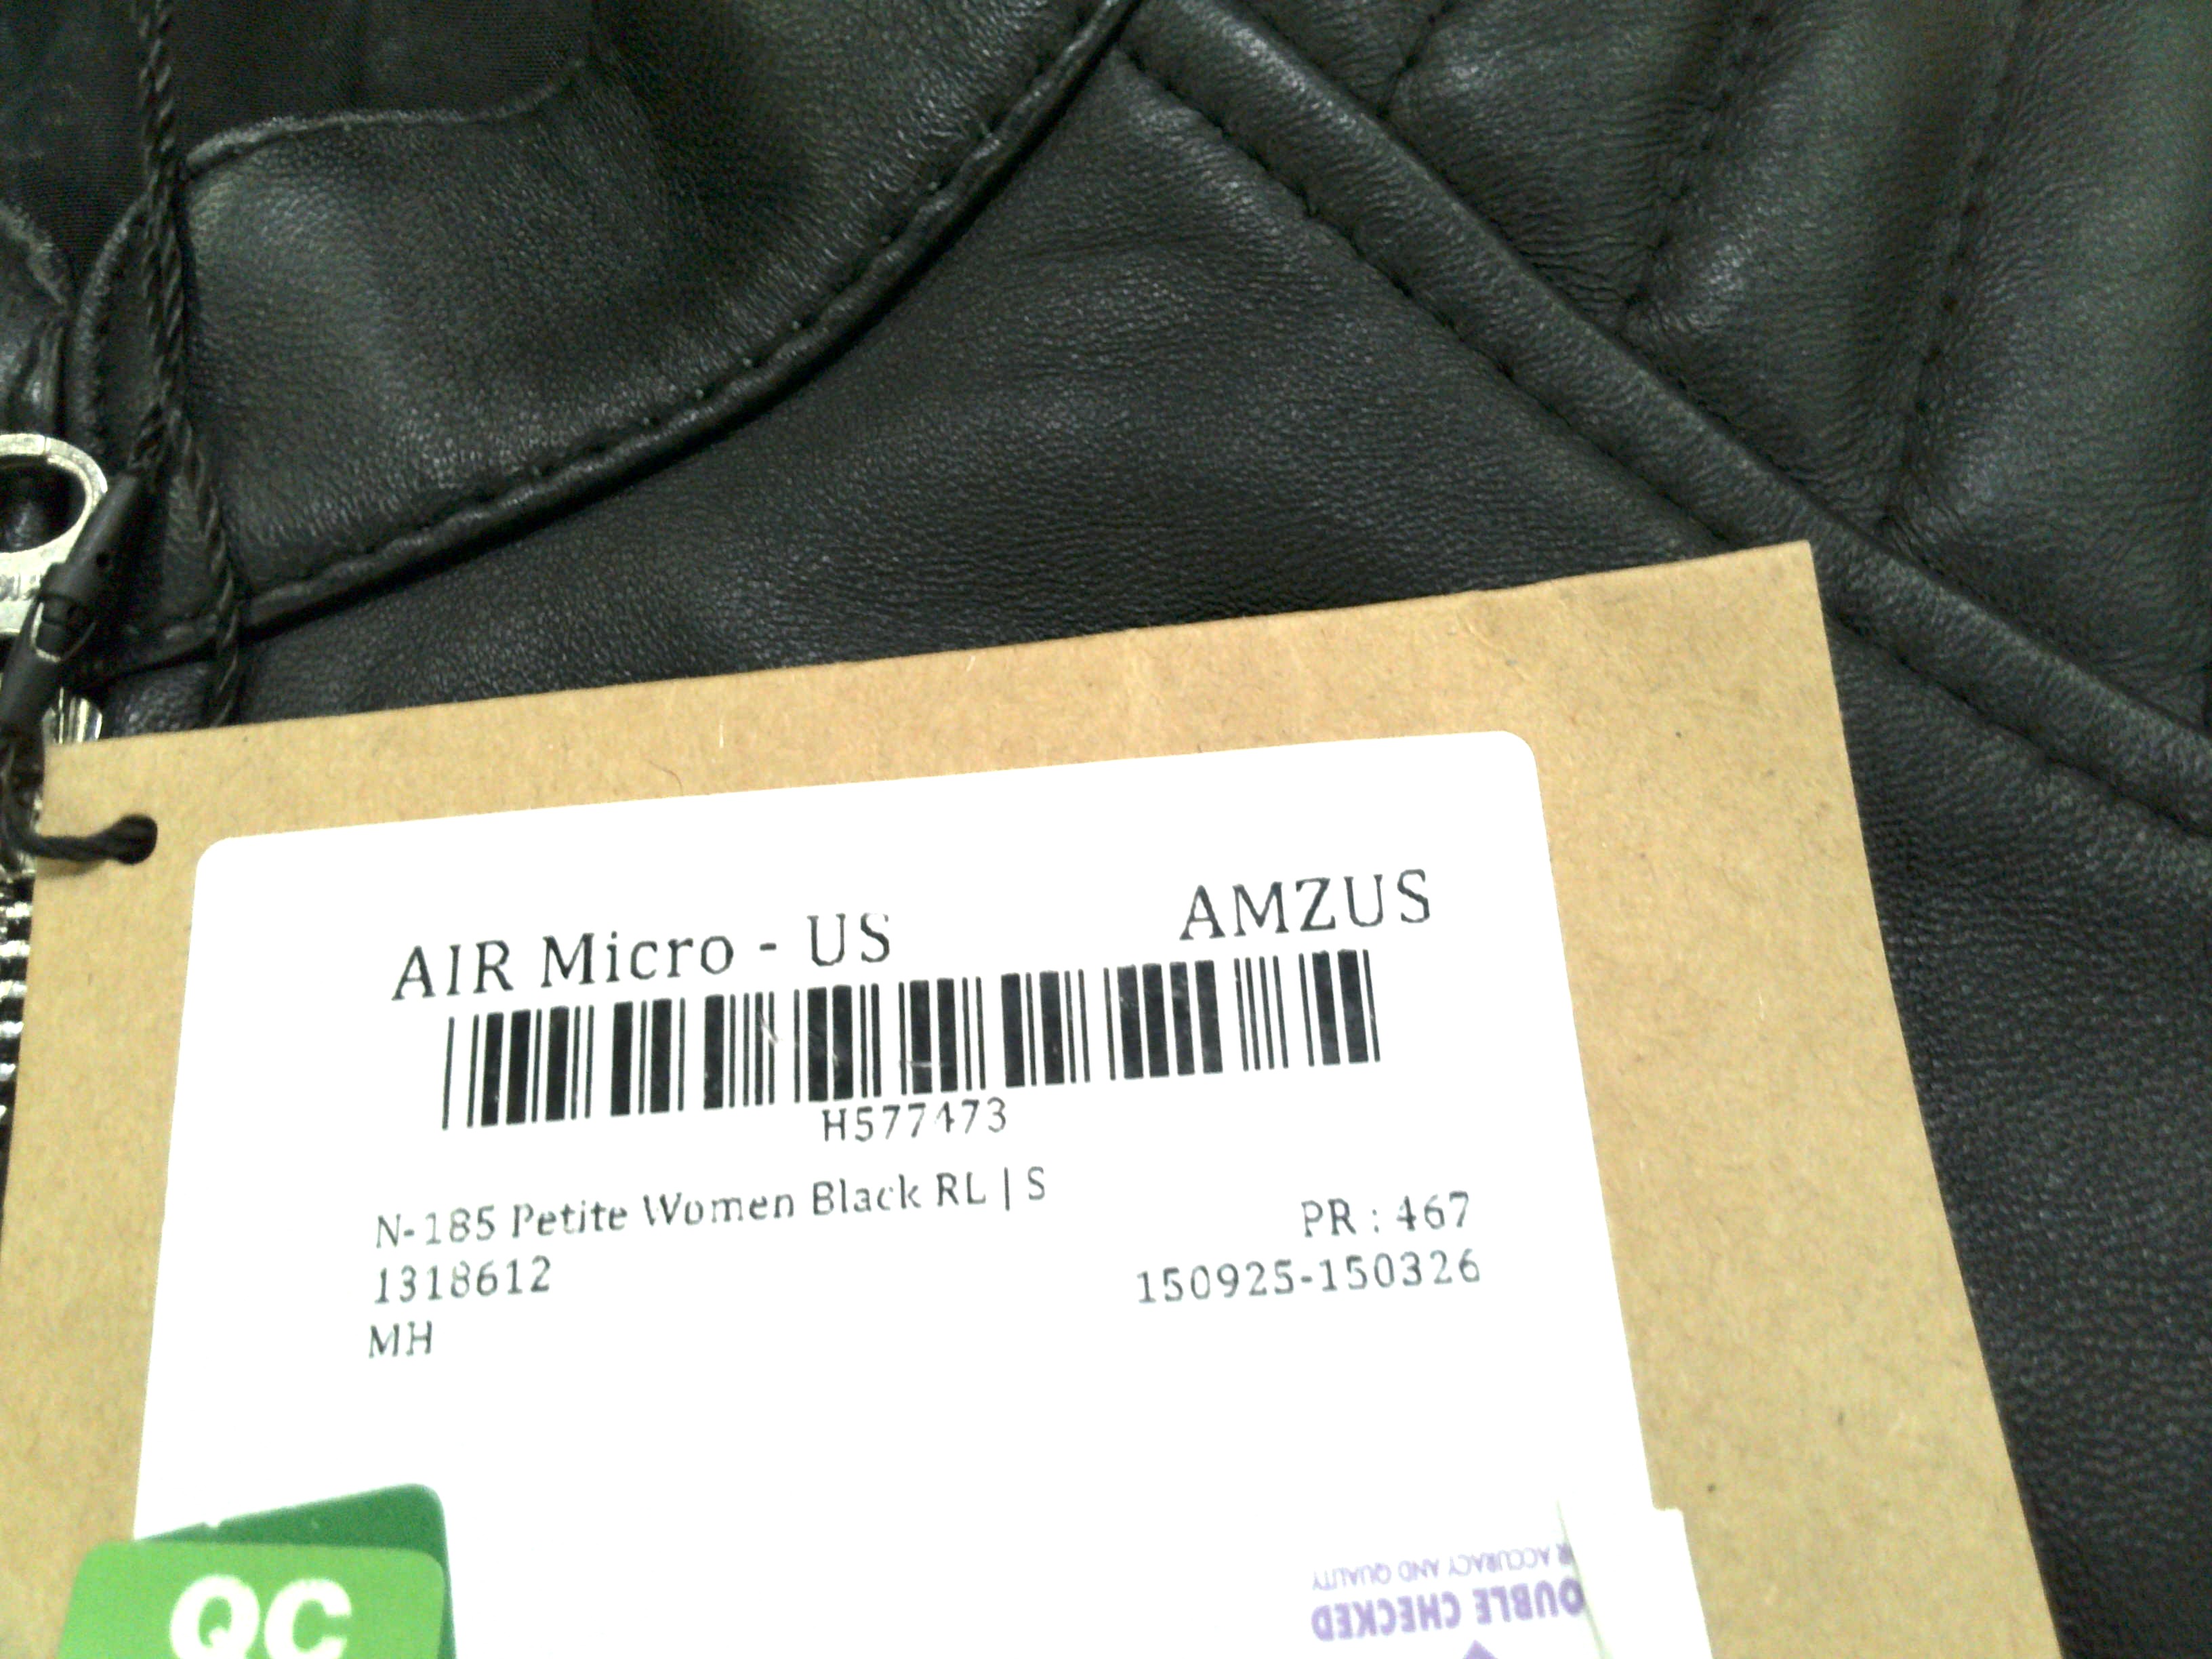 AIR Micro - US AMZUS
H577473
N-185 Petite Women Black RL | S
PR : 467
1318612
150925-150326
MH
QC
DOUBLE CHECKED
ACCURACY AND QUALITY